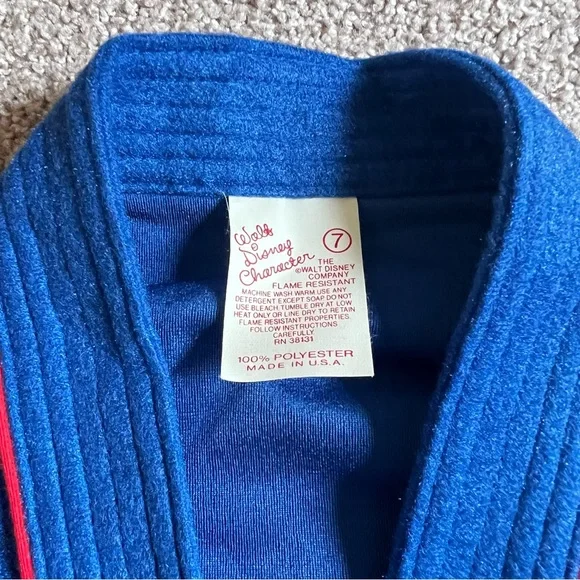 Walt
Disney
Character
7
THE
©WALT DISNEY
COMPANY
FLAME RESISTANT
MACHINE WASH WARM USE ANY
DETERGENT EXCEPT SOAP.DO NOT
USE BLEACH.TUMBLE DRY AT LOW
HEAT ONLY OR LINE DRY TO RETAIN
FLAME RESISTANT PROPERTIES.
FOLLOW INSTRUCTIONS
CAREFULLY.
RN 38131
100% POLYESTER
MADE IN U.S.A.